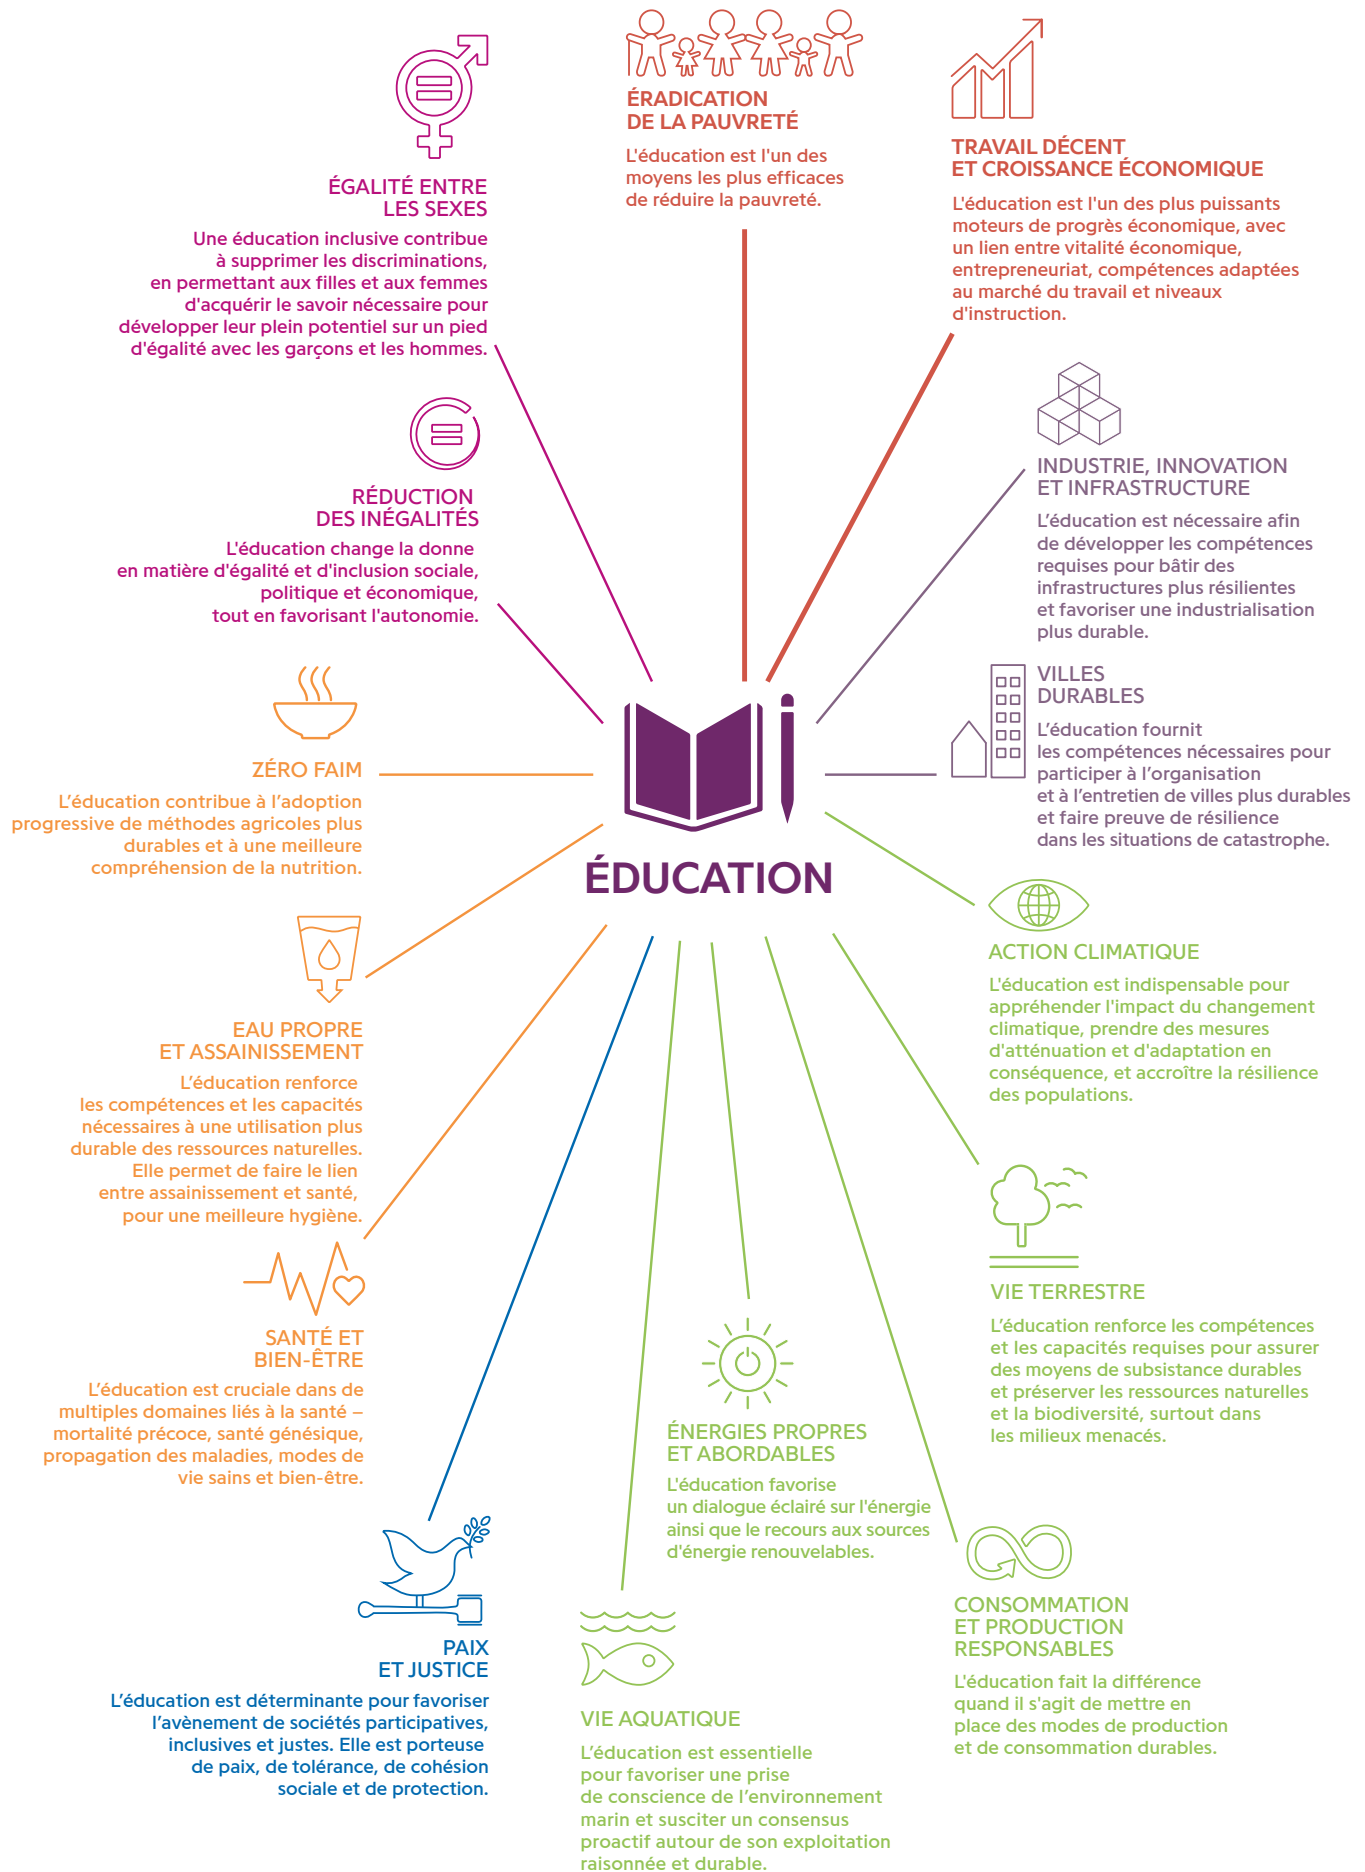 ÉRADICATION
DE LA PAUVRETÉ
L'éducation est l'un des
moyens les plus efficaces
de réduire la pauvreté.
TRAVAIL DÉCENT
ET CROISSANCE ÉCONOMIQUE
L'éducation est l'un des plus puissants
moteurs de progrès économique, avec
un lien entre vitalité économique,
entrepreneuriat, compétences adaptées
au marché du travail et niveaux
d'instruction.
ÉGALITÉ ENTRE
LES SEXES
Une éducation inclusive contribue
à supprimer les discriminations,
en permettant aux filles et aux femmes
d'acquérir le savoir nécessaire pour
développer leur plein potentiel sur un pied
d'égalité avec les garçons et les hommes.
INDUSTRIE, INNOVATION
ET INFRASTRUCTURE
L’éducation est nécessaire afin
de développer les compétences
requises pour bâtir des
infrastructures plus résilientes
et favoriser une industrialisation
plus durable.
RÉDUCTION
DES INÉGALITÉS
L'éducation change la donne
en matière d'égalité et d'inclusion sociale,
politique et économique,
tout en favorisant l'autonomie.
VILLES
DURABLES
L’éducation fournit
les compétences nécessaires pour
participer à l’organisation
et à l’entretien de villes plus durables
et faire preuve de résilience
dans les situations de catastrophe.
ZÉRO FAIM
L’éducation contribue à l’adoption
progressive de méthodes agricoles plus
durables et à une meilleure
compréhension de la nutrition.
ÉDUCATION
ACTION CLIMATIQUE
L'éducation est indispensable pour
appréhender l'impact du changement
climatique, prendre des mesures
d'atténuation et d'adaptation en
conséquence, et accroître la résilience
des populations.
EAU PROPRE
ET ASSAINISSEMENT
L’éducation renforce
les compétences et les capacités
nécessaires à une utilisation plus
durable des ressources naturelles.
Elle permet de faire le lien
entre assainissement et santé,
pour une meilleure hygiène.
VIE TERRESTRE
L’éducation renforce les compétences
et les capacités requises pour assurer
des moyens de subsistance durables
et préserver les ressources naturelles
et la biodiversité, surtout dans
les milieux menacés.
SANTÉ ET
BIEN-ÊTRE
L’éducation est cruciale dans de
multiples domaines liés à la santé –
mortalité précoce, santé génésique,
propagation des maladies, modes de
vie sains et bien-être.
ÉNERGIES PROPRES
ET ABORDABLES
L'éducation favorise
un dialogue éclairé sur l'énergie
ainsi que le recours aux sources
d'énergie renouvelables.
CONSOMMATION
ET PRODUCTION
RESPONSABLES
L'éducation fait la différence
quand il s'agit de mettre en
place des modes de production
et de consommation durables.
PAIX
ET JUSTICE
L’éducation est déterminante pour favoriser
l’avènement de sociétés participatives,
inclusives et justes. Elle est porteuse
de paix, de tolérance, de cohésion
sociale et de protection.
VIE AQUATIQUE
L’éducation est essentielle
pour favoriser une prise
de conscience de l’environnement
marin et susciter un consensus
proactif autour de son exploitation
raisonnée et durable.